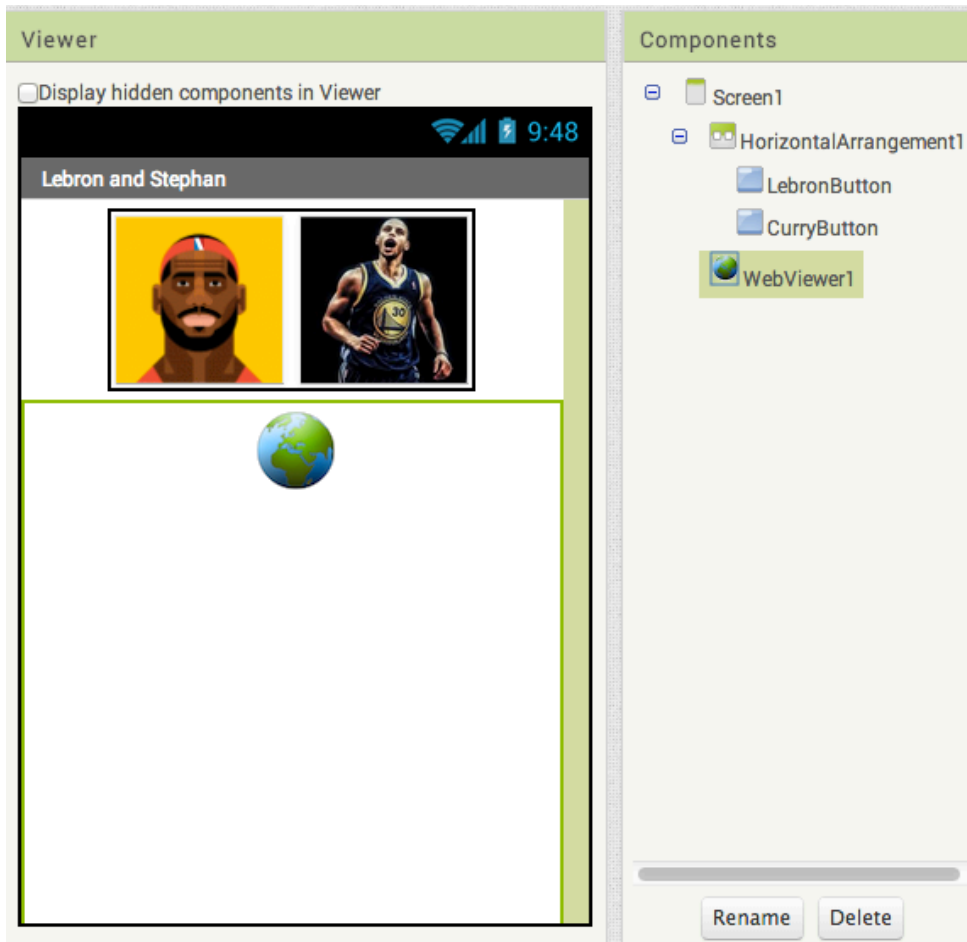 Viewer
Display hidden components in Viewer
9:48
Lebron and Stephan
30
Components
Screen1
HorizontalArrangement1
LebronButton
CurryButton
WebViewer1
Rename
Delete